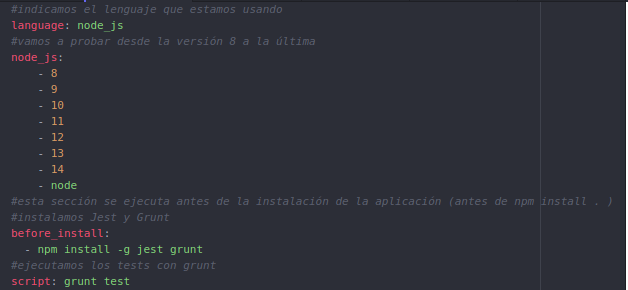 #indicamos el lenguaje que estamos usando
language: node_js
#vamos a probar desde la versión 8 a la última
node_js:
    - 8
    - 9
    - 10
    - 11
    - 12
    - 13
    - 14
    - node
#esta sección se ejecuta antes de la instalación de la aplicación (antes de npm install . )
#instalamos Jest y Grunt
before_install:
  - npm install -g jest grunt
#ejecutamos los tests con grunt
script: grunt test